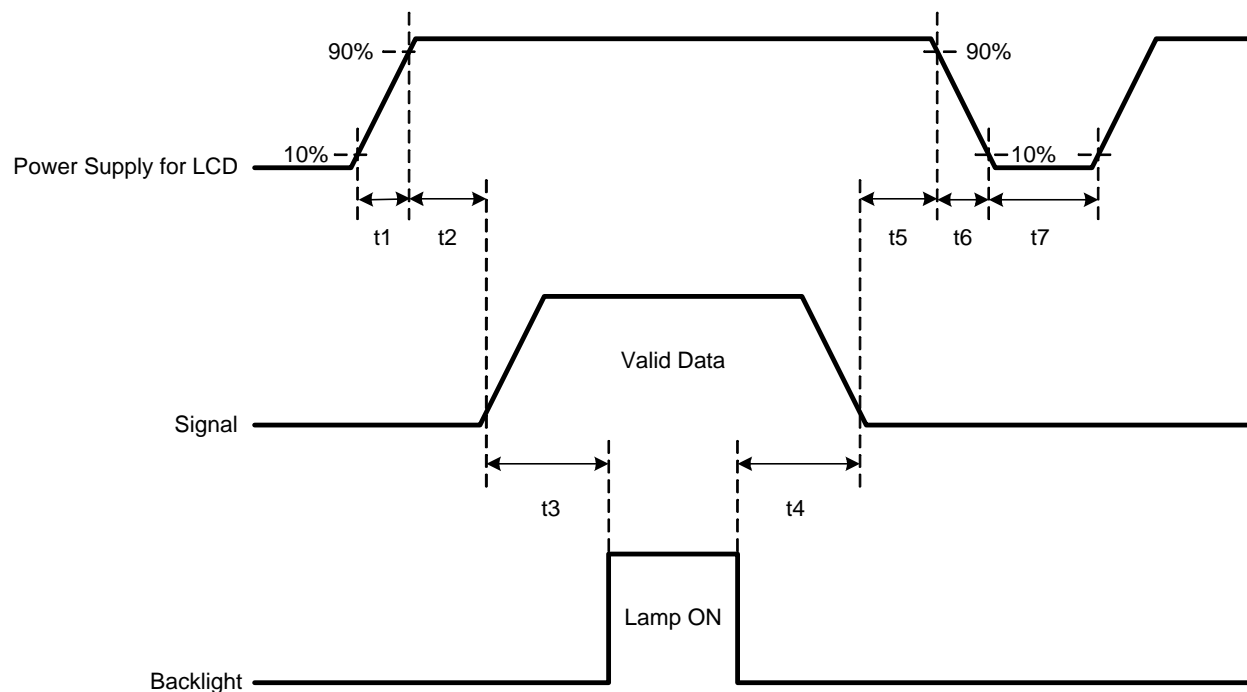 90%
90%
10%
10%
Power Supply for LCD
t1
t2
t5
t6
t7
Valid Data
Signal
t3
t4
Lamp ON
Backlight